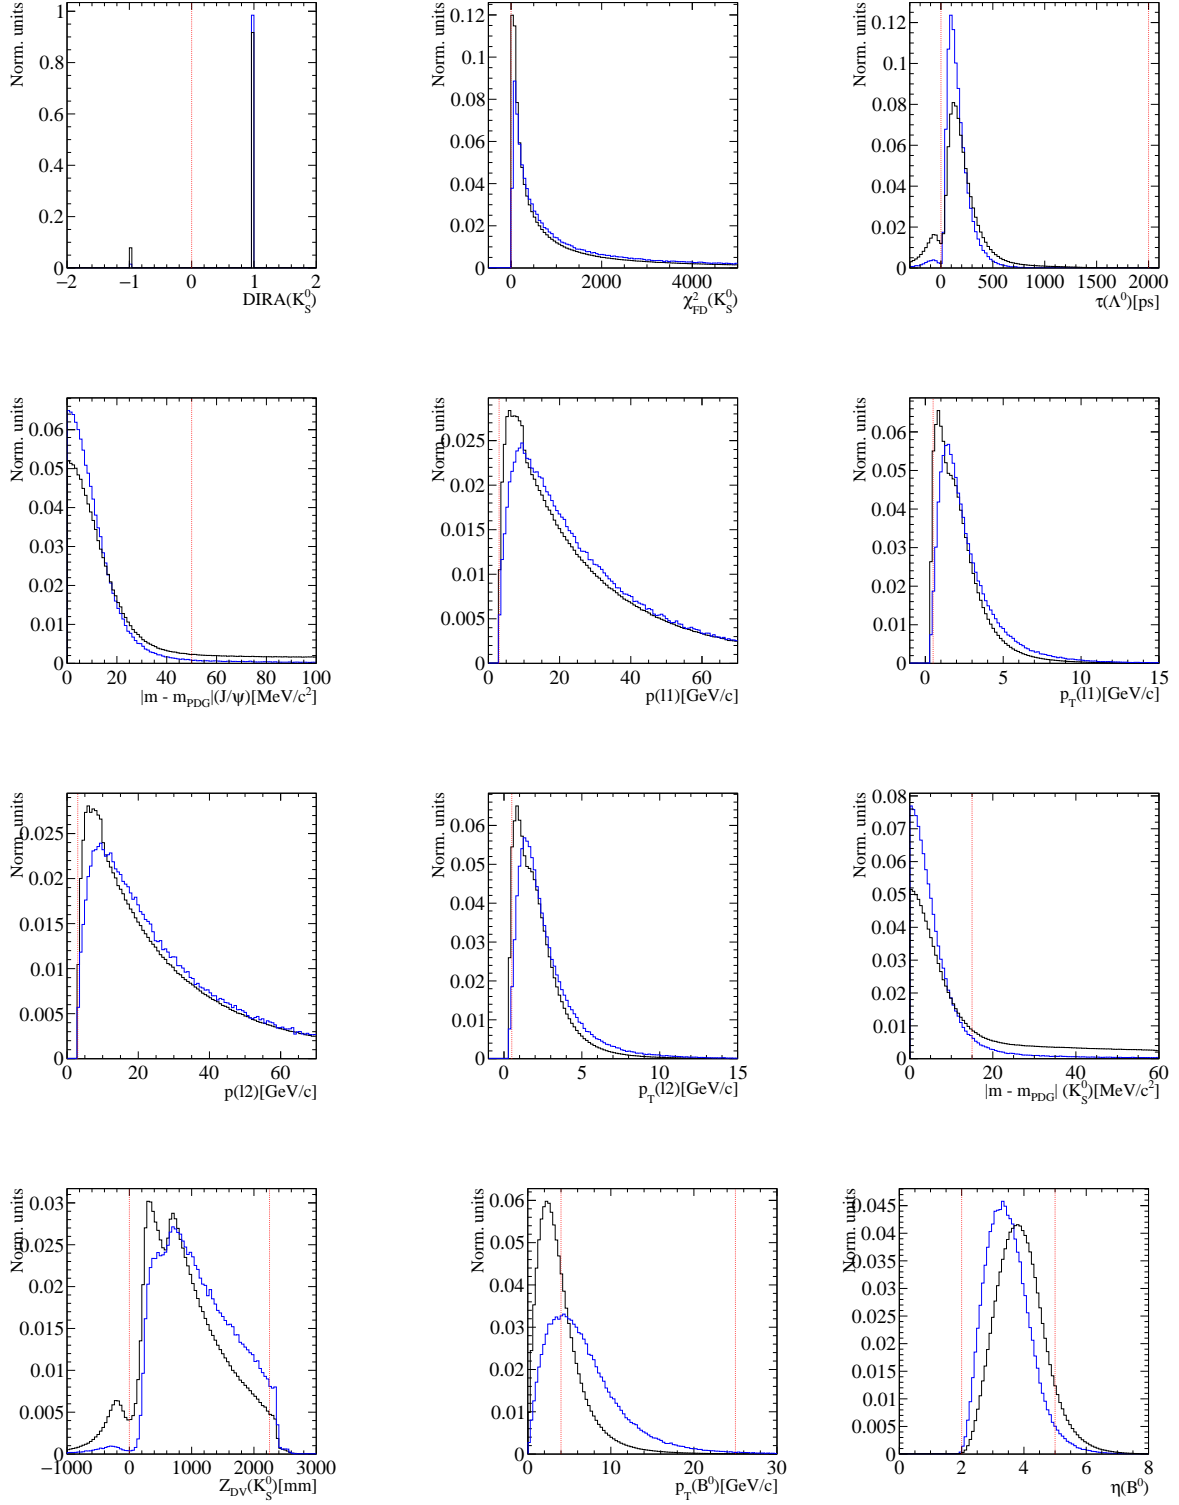 Norm. units
1
0.8
0.6
0.4
0.2
0
−2 −1 0 1 2
DIRA(K⁰_S)
Norm. units
0.12
0.1
0.08
0.06
0.04
0.02
0
0 2000 4000
χ²_FD(K⁰_S)
Norm. units
0.12
0.1
0.08
0.06
0.04
0.02
0
0 500 1000 1500 2000
τ(Λ⁰)[ps]
Norm. units
0.06
0.05
0.04
0.03
0.02
0.01
0
0 20 40 60 80 100
|m - m_PDG|(J/ψ)[MeV/c²]
Norm. units
0.025
0.02
0.015
0.01
0.005
0
0 20 40 60
p(l1)[GeV/c]
Norm. units
0.06
0.05
0.04
0.03
0.02
0.01
0
0 5 10 15
p_T(l1)[GeV/c]
Norm. units
0.025
0.02
0.015
0.01
0.005
0
0 20 40 60
p(l2)[GeV/c]
Norm. units
0.06
0.05
0.04
0.03
0.02
0.01
0
0 5 10 15
p_T(l2)[GeV/c]
Norm. units
0.08
0.07
0.06
0.05
0.04
0.03
0.02
0.01
0
0 20 40 60
|m - m_PDG| (K⁰_S)[MeV/c²]
Norm. units
0.03
0.025
0.02
0.015
0.01
0.005
0
−1000 0 1000 2000 3000
Z_DV(K⁰_S)[mm]
Norm. units
0.06
0.05
0.04
0.03
0.02
0.01
0
0 10 20 30
p_T(B⁰)[GeV/c]
Norm. units
0.045
0.04
0.035
0.03
0.025
0.02
0.015
0.01
0.005
0
0 2 4 6 8
η(B⁰)